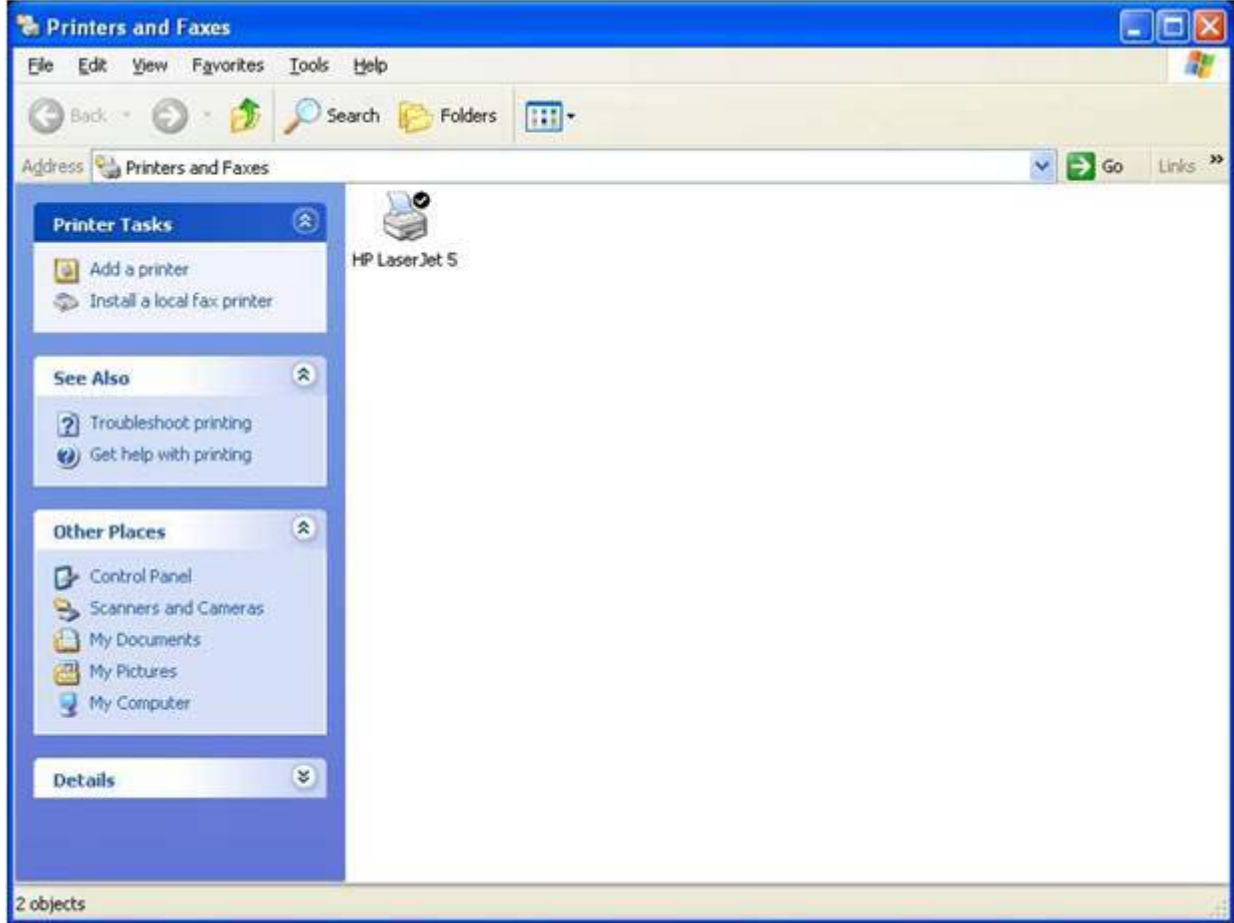 Printers and Faxes
File Edit View Favorites Tools Help
Back Search Folders
Address Printers and Faxes Go Links »
Printer Tasks
Add a printer
Install a local fax printer
See Also
Troubleshoot printing
Get help with printing
Other Places
Control Panel
Scanners and Cameras
My Documents
My Pictures
My Computer
Details
HP LaserJet 5
2 objects